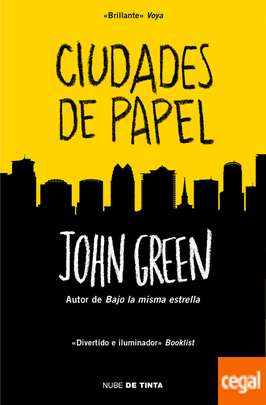 «Brillante» Voya
CIUDADES
DE PAPEL
JOHN GREEN
Autor de Bajo la misma estrella
«Divertido e iluminador» Booklist
NUBE DE TINTA
cegal